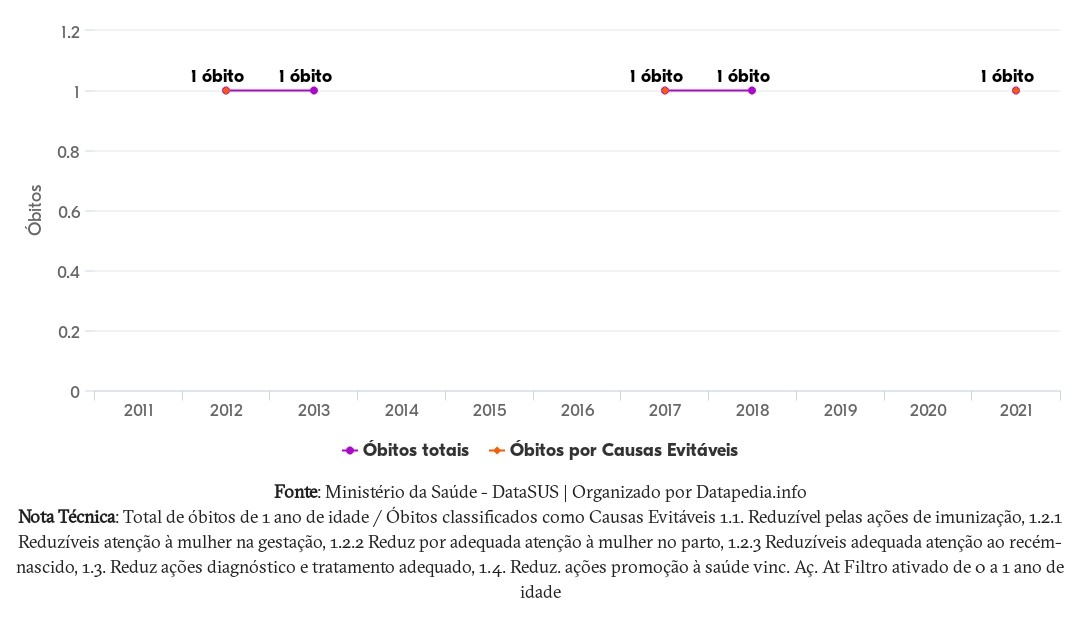 1.2
1 óbito 1 óbito 1 óbito 1 óbito 1 óbito
1
0.8
0.6
0.4
0.2
0
Óbitos
2011 2012 2013 2014 2015 2016 2017 2018 2019 2020 2021
Óbitos totais Óbitos por Causas Evitáveis
Fonte: Ministério da Saúde - DataSUS | Organizado por Datapedia.info
Nota Técnica: Total de óbitos de 1 ano de idade / Óbitos classificados como Causas Evitáveis 1.1. Reduzível pelas ações de imunização, 1.2.1
Reduzíveis atenção à mulher na gestação, 1.2.2 Reduz por adequada atenção à mulher no parto, 1.2.3 Reduzíveis adequada atenção ao recém-
nascido, 1.3. Reduz ações diagnóstico e tratamento adequado, 1.4. Reduz. ações promoção à saúde vinc. Aç. At Filtro ativado de 0 a 1 ano de
idade